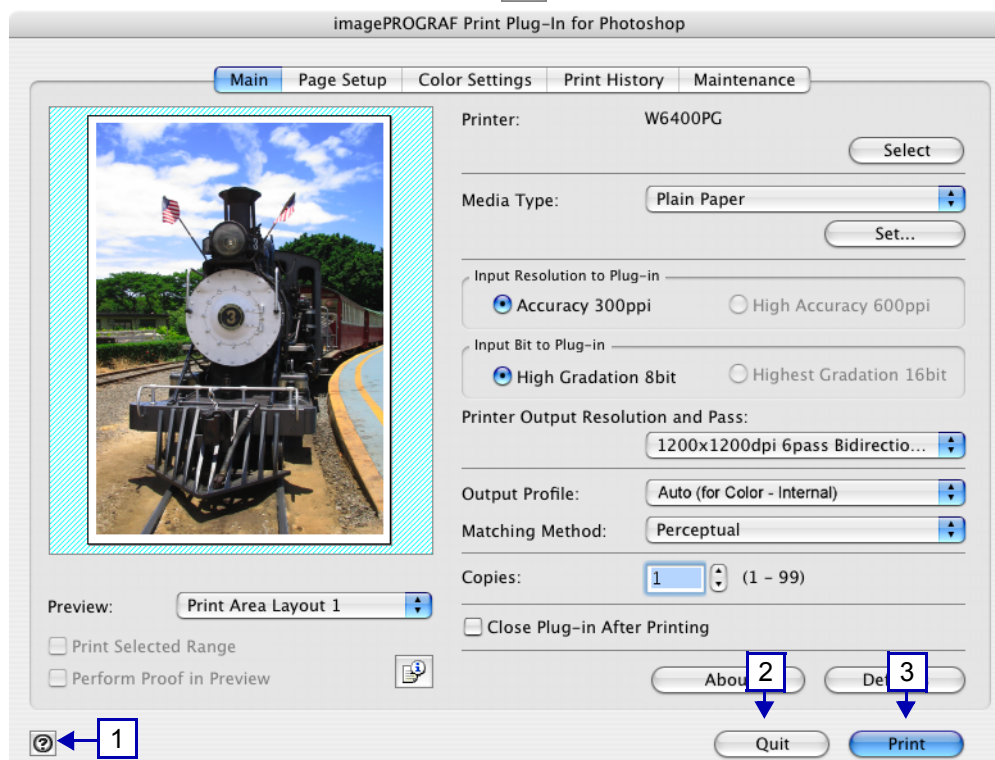 imagePROGRAF Print Plug-In for Photoshop
Main Page Setup Color Settings Print History Maintenance
Printer: W6400PG
Select
Media Type: Plain Paper
Set...
Input Resolution to Plug-in
Accuracy 300ppi High Accuracy 600ppi
Input Bit to Plug-in
High Gradation 8bit Highest Gradation 16bit
Printer Output Resolution and Pass:
1200x1200dpi 6pass Bidirectio...
Output Profile: Auto (for Color - Internal)
Matching Method: Perceptual
Copies: 1 (1 - 99)
Close Plug-in After Printing
Preview: Print Area Layout 1
Print Selected Range
Perform Proof in Preview
2 3
1
Quit Print
3
3
?